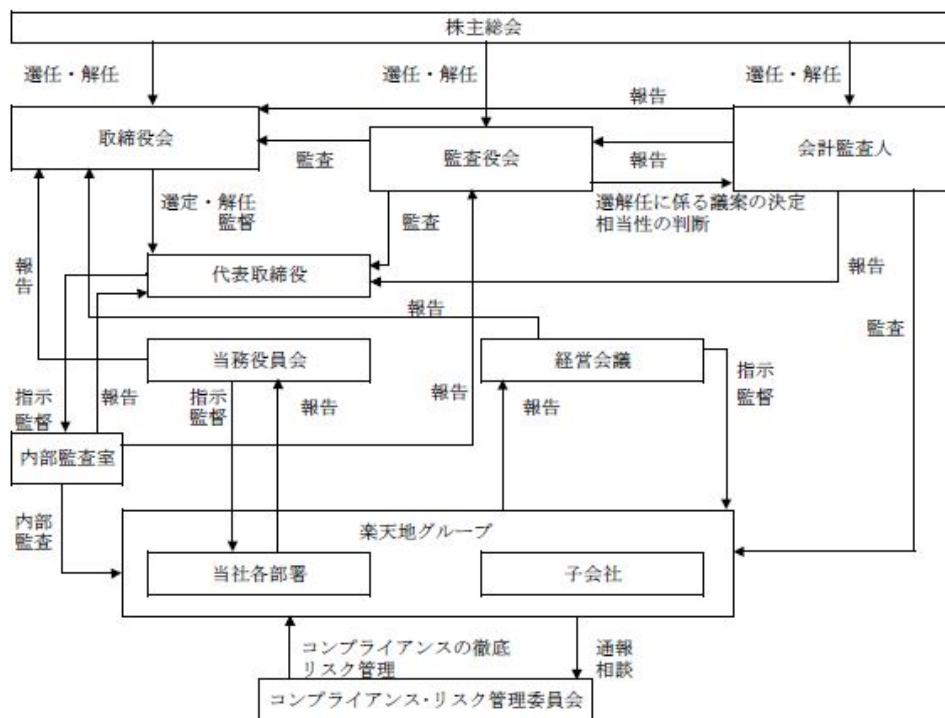 株主総会
選任・解任
選任・解任
選任・解任
報告
取締役会
監査
監査役会
報告
会計監査人
選定・解任
監督
監査
選解任に係る議案の決定
相当性の判断
報告
代表取締役
報告
報告
監査
当務役員会
経営会議
指示
監督
報告
指示
監督
報告
報告
報告
指示
監督
内部監査室
内部
監査
楽天地グループ
当社各部署
子会社
コンプライアンスの徹底
リスク管理
通報
相談
コンプライアンス・リスク管理委員会